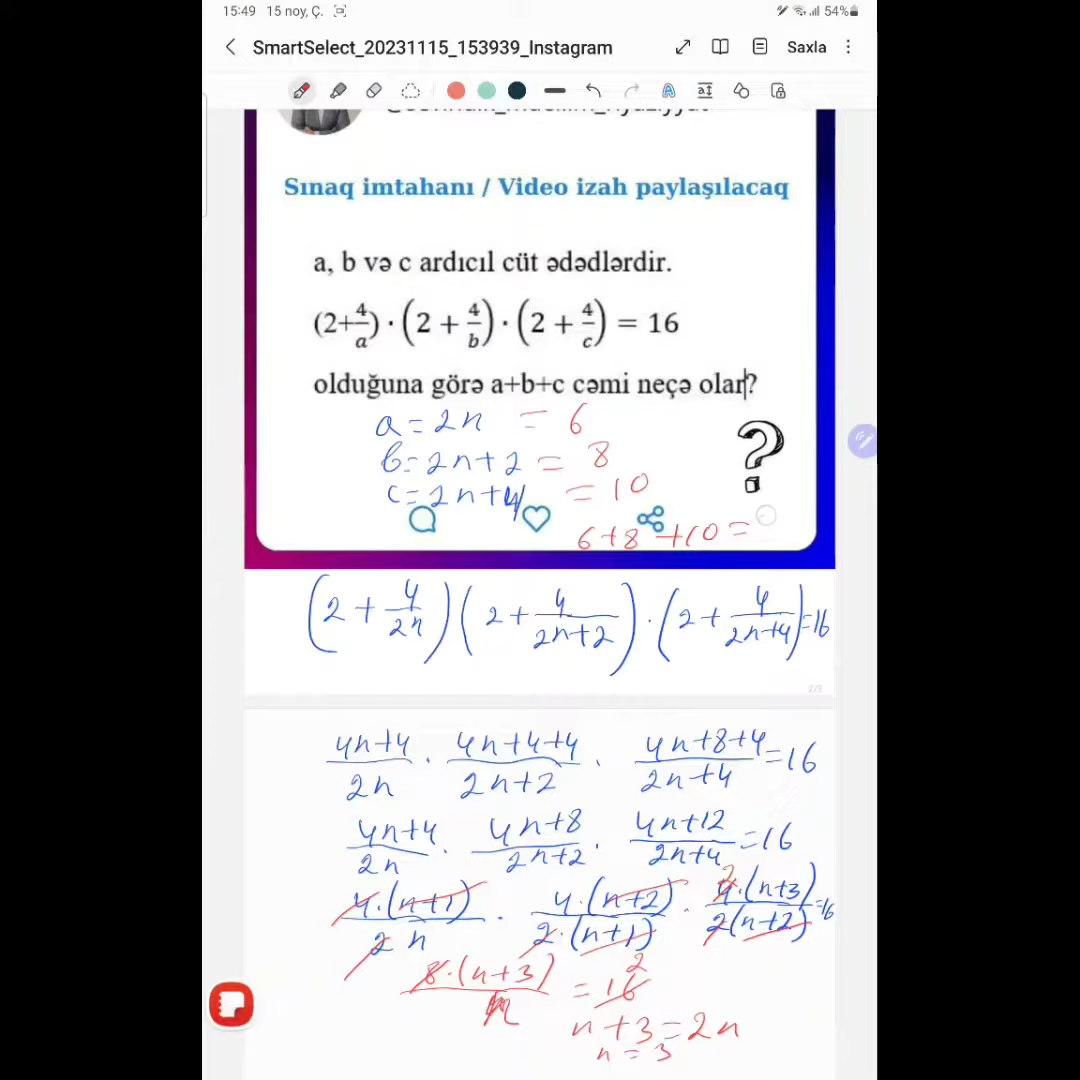 15:49 15 noy, Ç. 54%
SmartSelect_20231115_153939_Instagram Saxla
Sınaq imtahanı / Video izah paylaşılacaq
a, b və c ardıcıl cüt ədədlərdir.
(2+4/a) · (2 + 4/b) · (2 + 4/c) = 16
olduğuna görə a+b+c cəmi neçə olar?
a = 2n = 6
b = 2n+2 = 8
c = 2n+4 = 10
?
6+8+10=
(2 + 4/2n) (2 + 4/2n+2) · (2 + 4/2n+4) = 16
2/3
4n+4/2n · 4n+4+4/2n+2 · 4n+8+4/2n+4 = 16
4n+4/2n · 4n+8/2n+2 · 4n+12/2n+4 = 16
4·(n+1)/2n · 4·(n+2)/2·(n+1) · 4·(n+3)/2(n+2) = 16
2
8·(n+3)/n = 16
2
n+3=2n
n=3